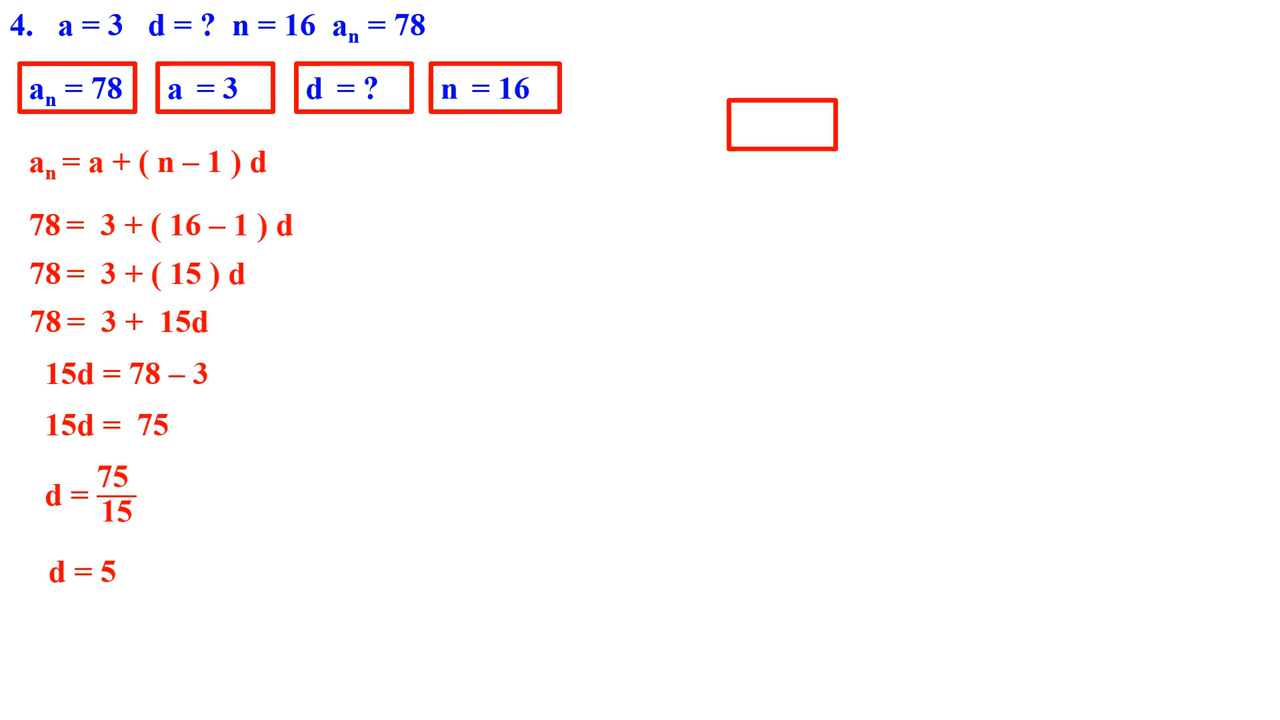 4. a = 3 d = ? n = 16 aₙ = 78
aₙ = 78 a = 3 d = ? n = 16
aₙ = a + ( n – 1 ) d
78 = 3 + ( 16 – 1 ) d
78 = 3 + ( 15 ) d
78 = 3 + 15d
15d = 78 – 3
15d = 75
d = 75/15
d = 5